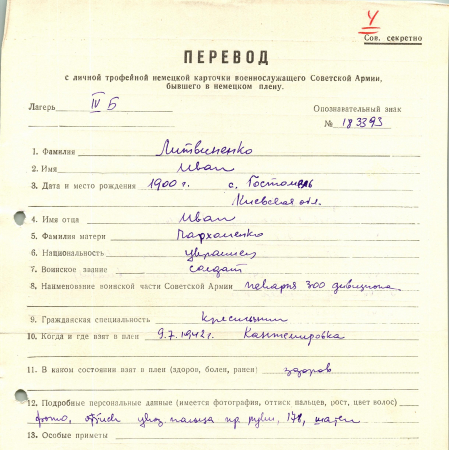 У
Сов. секретно
ПЕРЕВОД
с личной трофейной немецкой карточки военнослужащего Советской Армии,
бывшего в немецком плену.
Лагерь IV Б
Опознавательный знак
№ 183393
1. Фамилия Литвиненко
2. Имя Иван
3. Дата и место рождения 1900 г. с. Гостомель
Киевская обл.
4. Имя отца Иван
5. Фамилия матери Пархоменко
6. Национальность украинец
7. Воинское звание солдат
8. Наименование воинской части Советской Армии пекарня 300 дивизиона
9. Гражданская специальность крестьянин
10. Когда и где взят в плен 9.7.1942 г. Кантемировка
11. В каком состоянии взят в плен (здоров, болен, ранен) здоров
12. Подробные персональные данные (имеется фотография, оттиск пальцев, рост, цвет волос)
фото, оттиск указ. пальца пр. руки, 178,
13. Особые приметы